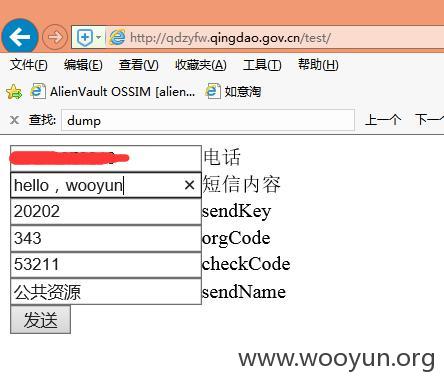 http://qdzyfw.qingdao.gov.cn/test/
文件(F) 编辑(E) 查看(V) 收藏夹(A) 工具(T) 帮助(H)
AlienVault OSSIM [alien... 如意淘
× 查找: dump 上一个 下一个
电话
hello，wooyun × 短信内容
20202 sendKey
343 orgCode
53211 checkCode
公共资源 sendName
发送
www.wooyun.org